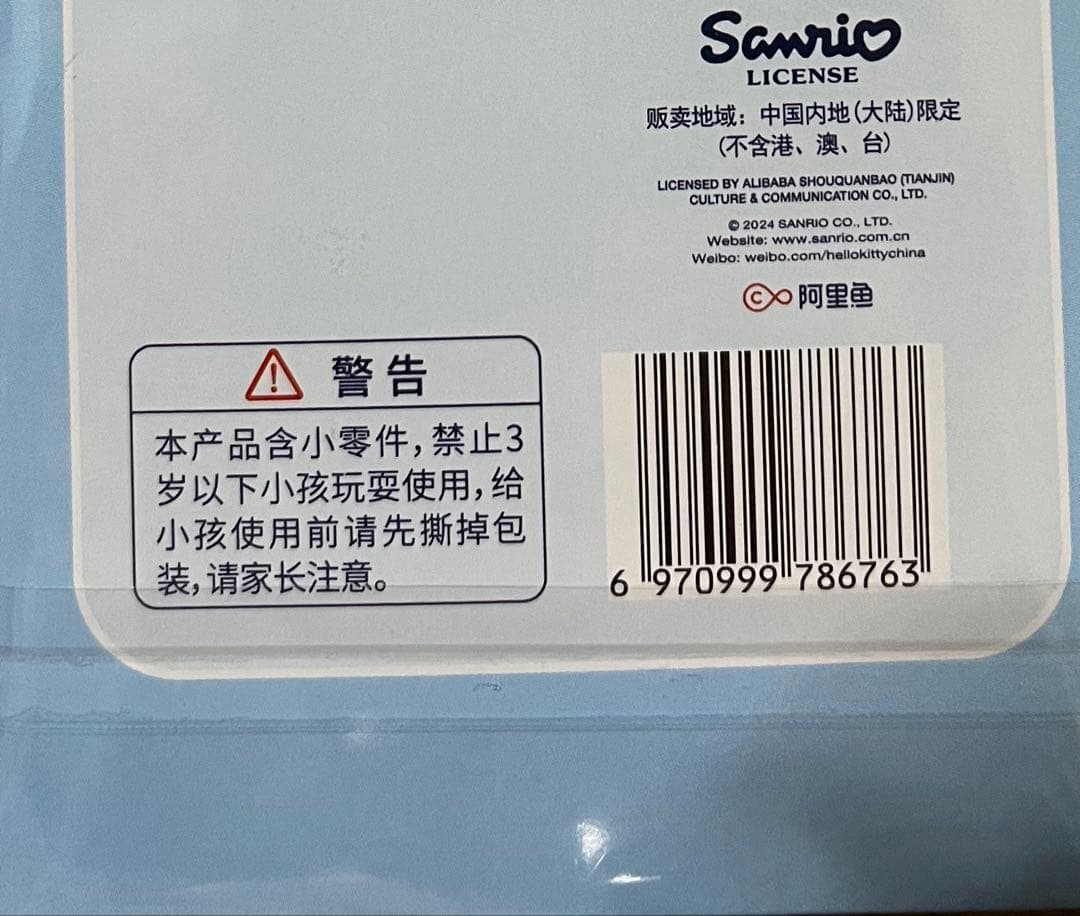 Sanrio
LICENSE
贩卖地域：中国内地（大陆）限定
（不含港、澳、台）
LICENSED BY ALIBABA SHOUQUANBAO (TIANJIN)
CULTURE & COMMUNICATION CO., LTD.
© 2024 SANRIO CO., LTD.
Website: www.sanrio.com.cn
Weibo: weibo.com/hellokittychina
阿里鱼
警告
本产品含小零件，禁止3
岁以下小孩玩耍使用，给
小孩使用前请先撕掉包
装，请家长注意。
6 970999 786763